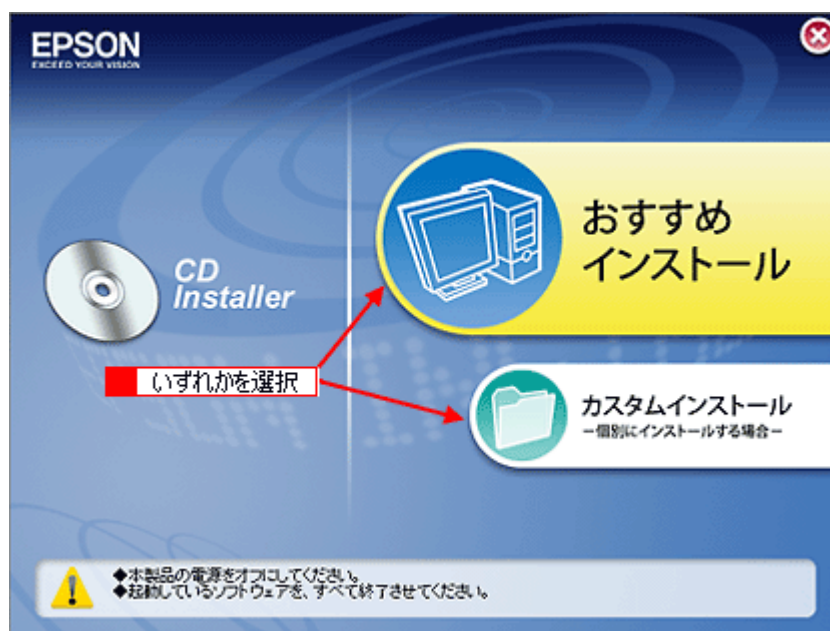 EPSON
EXCEED YOUR VISION
おすすめ
インストール
CD
Installer
いずれかを選択
カスタムインストール
－個別にインストールする場合－
◆本製品の電源をオフにしてください。
◆起動しているソフトウェアを、すべて終了させてください。